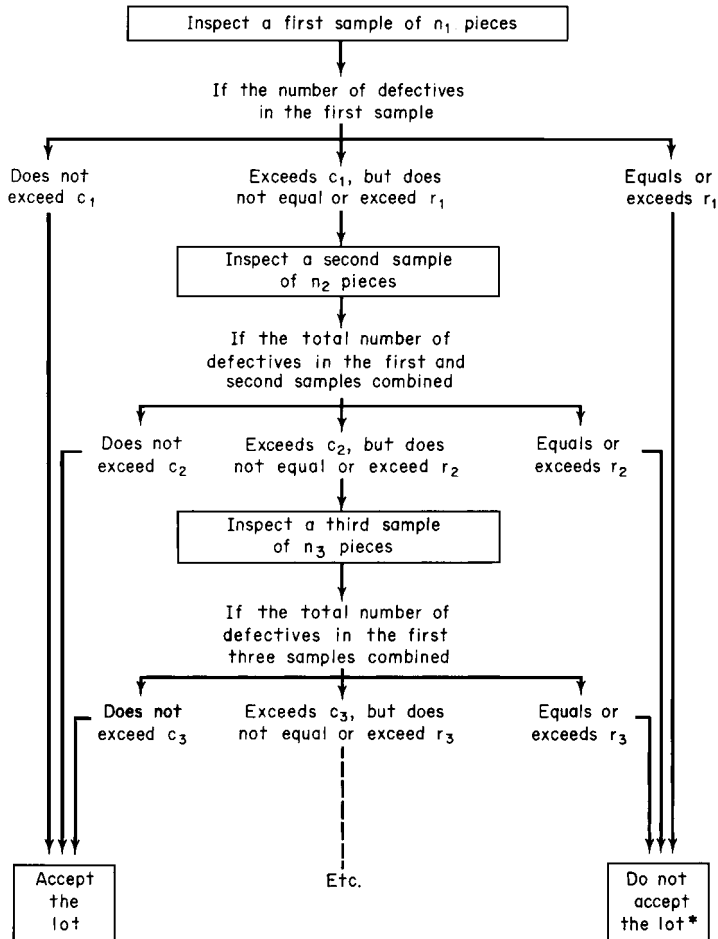 Inspect a first sample of n₁ pieces
If the number of defectives
in the first sample
Does not
exceed c₁
Exceeds c₁, but does
not equal or exceed r₁
Equals or
exceeds r₁
Inspect a second sample
of n₂ pieces
If the total number of
defectives in the first and
second samples combined
Does not
exceed c₂
Exceeds c₂, but does
not equal or exceed r₂
Equals or
exceeds r₂
Inspect a third sample
of n₃ pieces
If the total number of
defectives in the first
three samples combined
Does not
exceed c₃
Exceeds c₃, but does
not equal or exceed r₃
Equals or
exceeds r₃
Accept
the
lot
Etc.
Do not
accept
the lot*